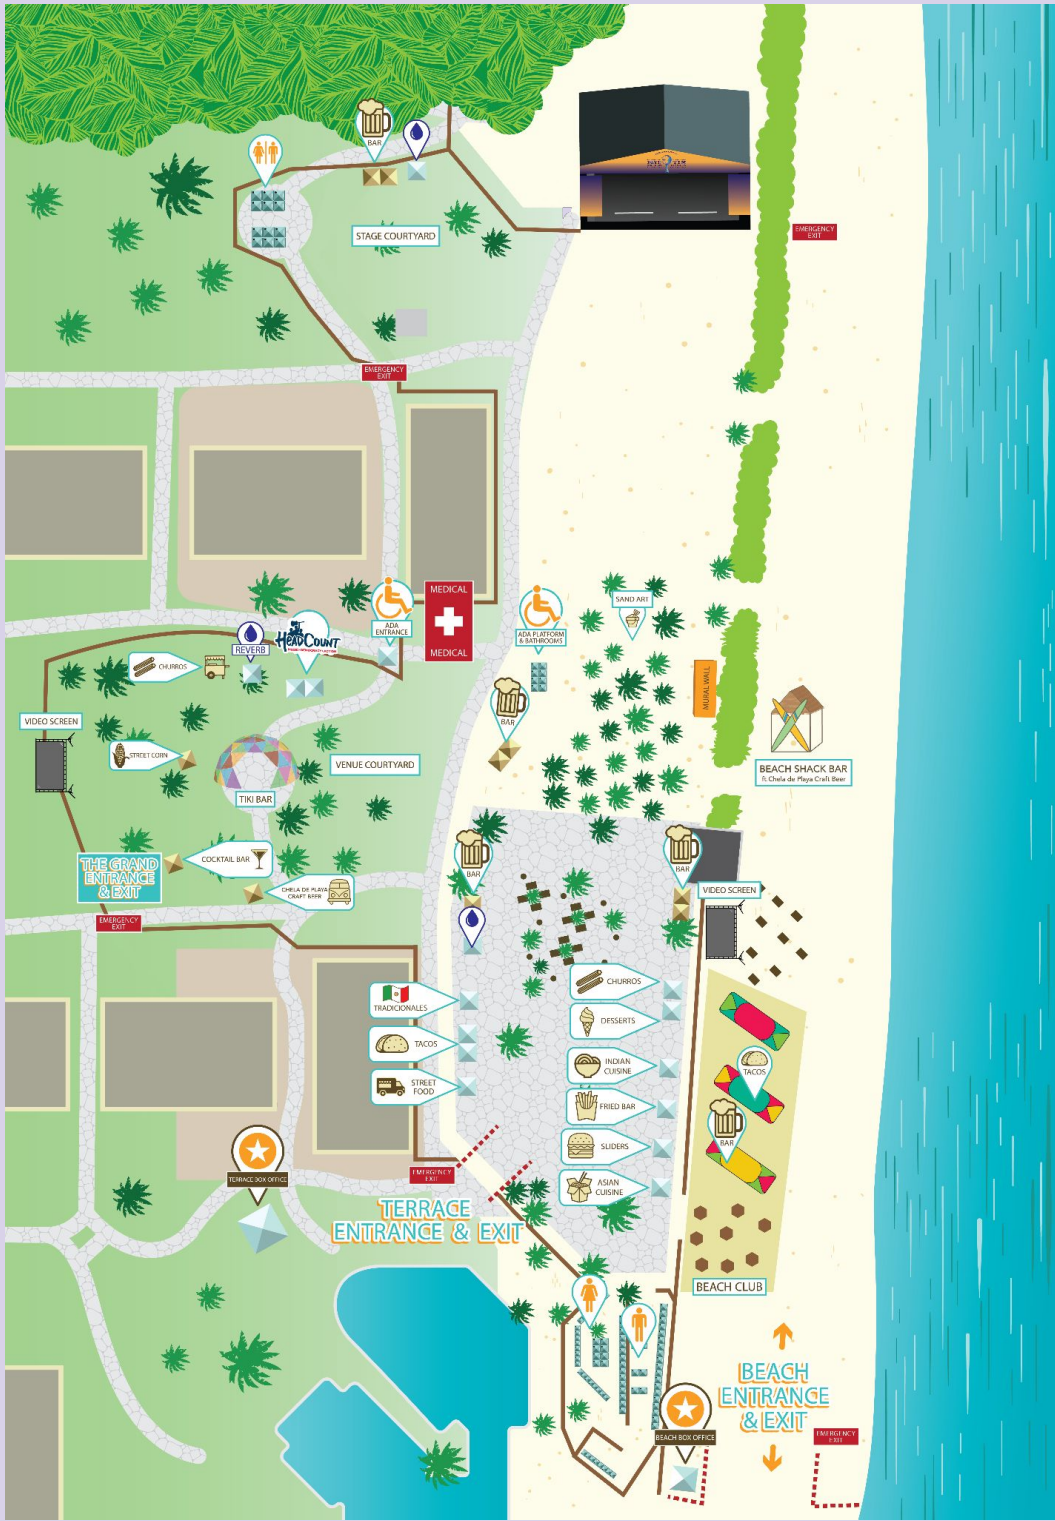 BAR
STAGE COURTYARD
EMERGENCY
EXIT
EMERGENCY
EXIT
MEDICAL
MEDICAL
ADA
ENTRANCE
ADA PLATFORM
& BATHROOMS
SAND ART
HEADCOUNT
REVERB
CHURROS
MURAL WALL
BAR
VIDEO SCREEN
STREET CORN
VENUE COURTYARD
BEACH SHACK BAR
ft. Chela de Playa Craft Beer
TIKI BAR
COCKTAIL BAR
THE GRAND
ENTRANCE
& EXIT
CHELA DE PLAYA
CRAFT BEER
BAR
BAR
VIDEO SCREEN
EMERGENCY
EXIT
TRADICIONALES
CHURROS
DESSERTS
TACOS
INDIAN
CUISINE
TACOS
STREET
FOOD
FRIED BAR
BAR
SLIDERS
ASIAN
CUISINE
TERRACE BOX OFFICE
EMERGENCY
EXIT
TERRACE
ENTRANCE & EXIT
BEACH CLUB
BEACH
ENTRANCE
& EXIT
BEACH BOX OFFICE
EMERGENCY
EXIT